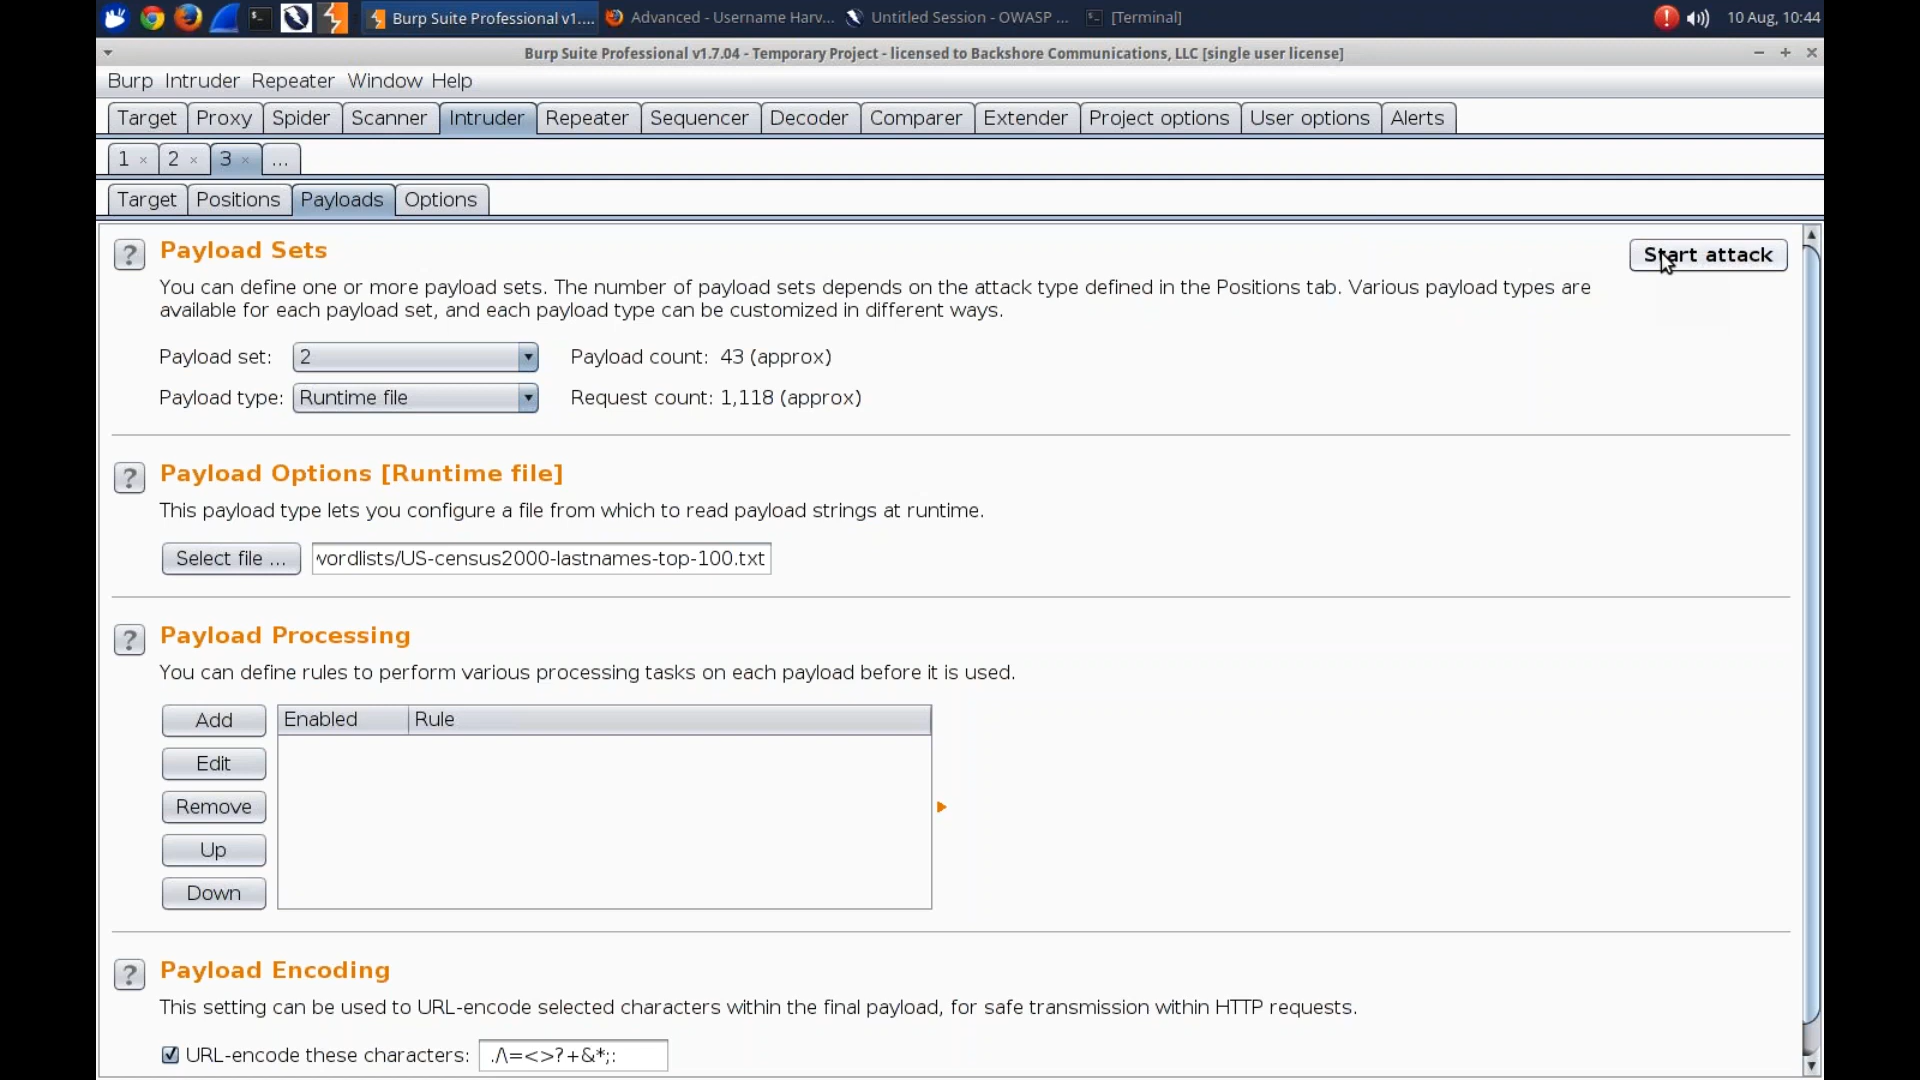 Burp Suite Professional v1....
Advanced - Username Harv...
Untitled Session - OWASP ...
[Terminal]
10 Aug, 10:44
Burp Suite Professional v1.7.04 - Temporary Project - licensed to Backshore Communications, LLC [single user license]
Burp Intruder Repeater Window Help
Target Proxy Spider Scanner Intruder Repeater Sequencer Decoder Comparer Extender Project options User options Alerts
1 × 2 × 3 × ...
Target Positions Payloads Options
? Payload Sets
Start attack
You can define one or more payload sets. The number of payload sets depends on the attack type defined in the Positions tab. Various payload types are
available for each payload set, and each payload type can be customized in different ways.
Payload set: 2 Payload count: 43 (approx)
Payload type: Runtime file Request count: 1,118 (approx)
? Payload Options [Runtime file]
This payload type lets you configure a file from which to read payload strings at runtime.
Select file ... wordlists/US-census2000-lastnames-top-100.txt
? Payload Processing
You can define rules to perform various processing tasks on each payload before it is used.
Add Enabled Rule
Edit
Remove
Up
Down
? Payload Encoding
This setting can be used to URL-encode selected characters within the final payload, for safe transmission within HTTP requests.
URL-encode these characters: ./\=<>?+&*;: